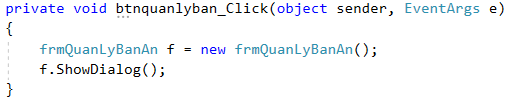 private void btnquanlyban_Click(object sender, EventArgs e)
{
frmQuanLyBanAn f = new frmQuanLyBanAn();
f.ShowDialog();
}